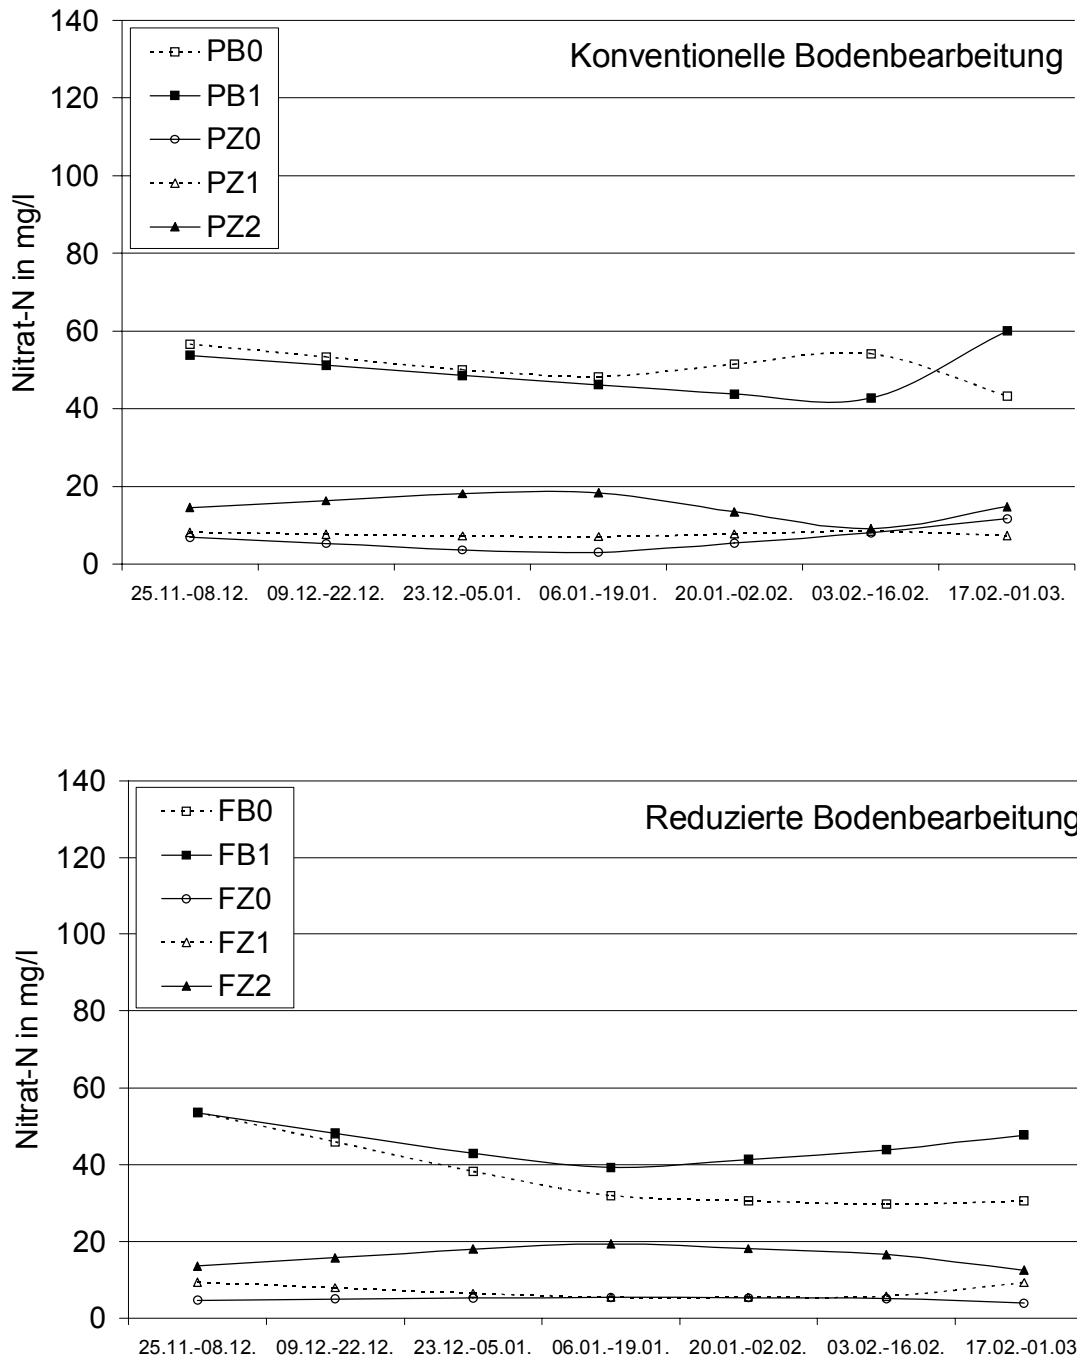 Konventionelle Bodenbearbeitung
PB0
PB1
PZ0
PZ1
PZ2
Nitrat-N in mg/l
140
120
100
80
60
40
20
0
25.11.-08.12. 09.12.-22.12. 23.12.-05.01. 06.01.-19.01. 20.01.-02.02. 03.02.-16.02. 17.02.-01.03.
Reduzierte Bodenbearbeitung
FB0
FB1
FZ0
FZ1
FZ2
Nitrat-N in mg/l
140
120
100
80
60
40
20
0
25.11.-08.12. 09.12.-22.12. 23.12.-05.01. 06.01.-19.01. 20.01.-02.02. 03.02.-16.02. 17.02.-01.03